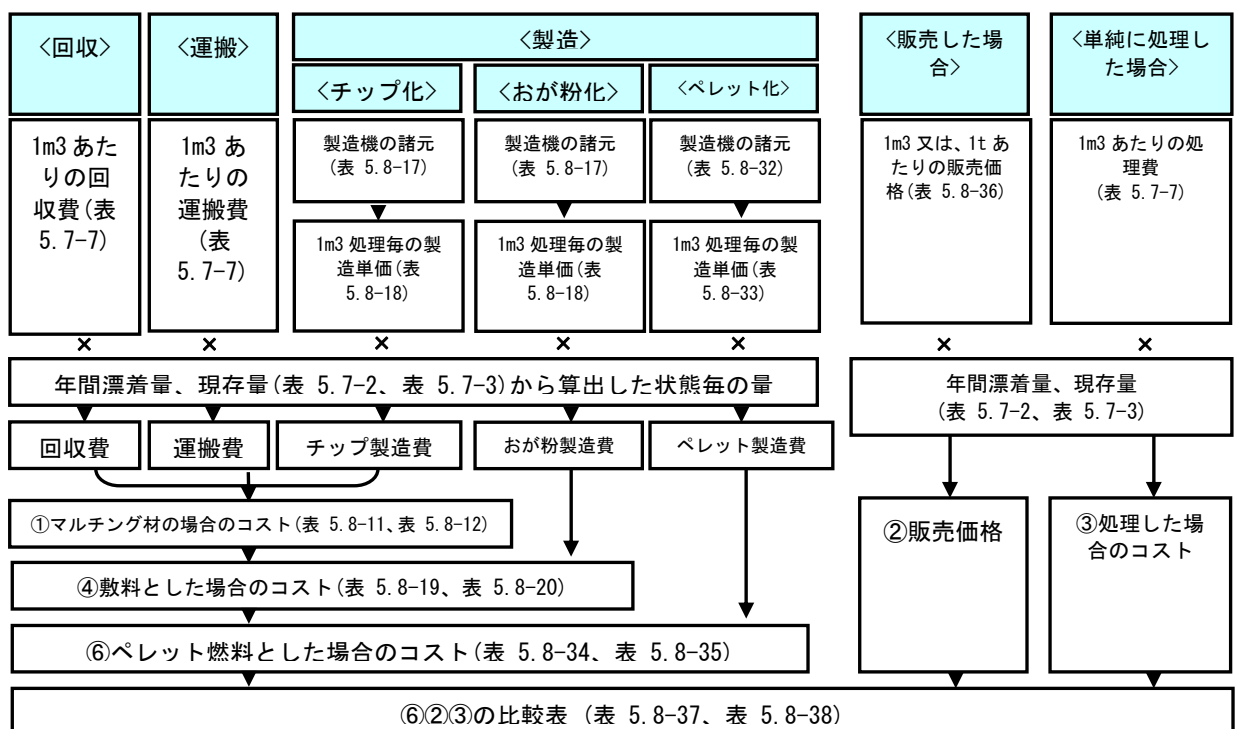 <回収>
<運搬>
<製造>
<チップ化>
<おが粉化>
<ペレット化>
<販売した場
合>
<単純に処理し
た場合>
1m3 あた
りの回
収費(表
5.7-7)
1m3 あ
たりの
運搬費
(表
5.7-7)
製造機の諸元
(表 5.8-17)
製造機の諸元
(表 5.8-17)
製造機の諸元
(表 5.8-32)
1m3 処理毎の製
造単価(表
5.8-18)
1m3 処理毎の製
造単価(表
5.8-18)
1m3 処理毎の製
造単価(表
5.8-33)
1m3 又は、1t あ
たりの販売価
格(表 5.8-36)
1m3 あたりの処
理費
(表 5.7-7)
× × × × × × ×
年間漂着量、現存量(表 5.7-2、表 5.7-3)から算出した状態毎の量
年間漂着量、現存量
(表 5.7-2、表 5.7-3)
回収費
運搬費
チップ製造費
おが粉製造費
ペレット製造費
①マルチング材の場合のコスト(表 5.8-11、表 5.8-12)
④敷料とした場合のコスト(表 5.8-19、表 5.8-20)
⑥ペレット燃料とした場合のコスト(表 5.8-34、表 5.8-35)
②販売価格
③処理した場
合のコスト
⑥②③の比較表 (表 5.8-37、表 5.8-38)